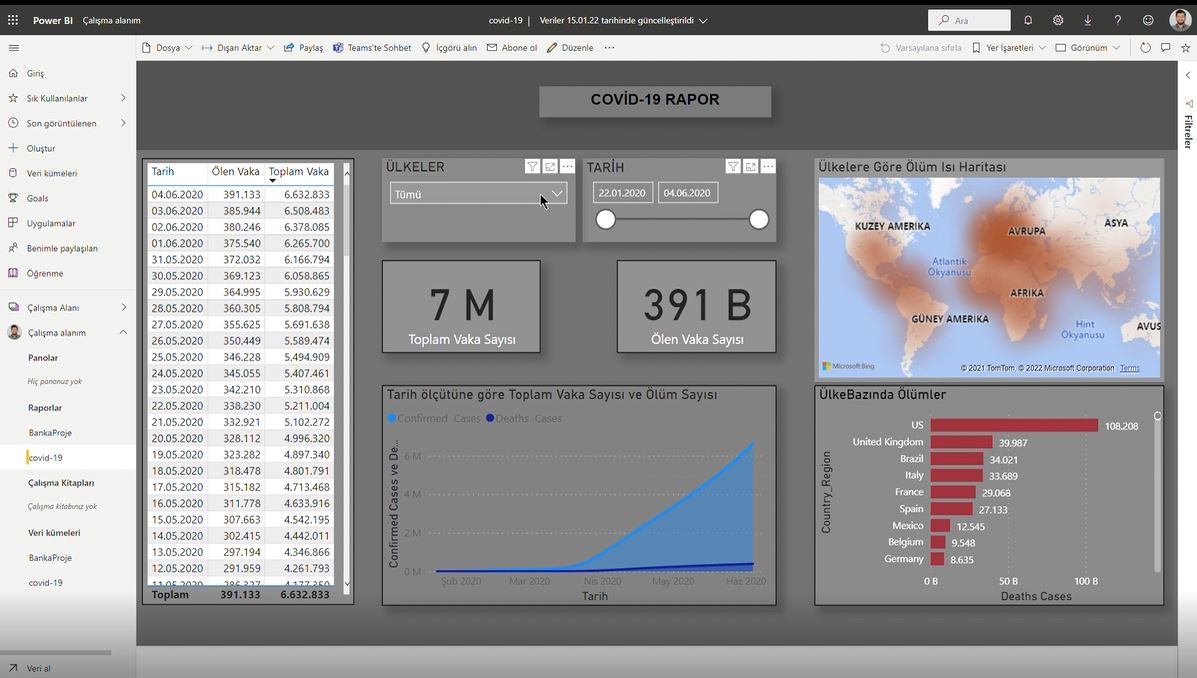 Power BI Çalışma alanım covid-19 | Veriler 15.01.22 tarihinde güncelleştirildi Ara
Dosya Dışarı Aktar Paylaş Teams'te Sohbet İçgörü alın Abone ol Düzenle ... Varsayılana sıfırla Yer İşaretleri Görünüm
Giriş
Sık Kullanılanlar
Son görüntülenen
Oluştur
Veri kümeleri
Goals
Uygulamalar
Benimle paylaşılan
Öğrenme
Çalışma Alanı
Çalışma alanım
Panolar
Hiç panonuz yok
Raporlar
BankaProje
covid-19
Çalışma Kitapları
Çalışma kitabınız yok
Veri kümeleri
BankaProje
covid-19
Veri al
COVİD-19 RAPOR
Tarih Ölen Vaka Toplam Vaka
04.06.2020 391.133 6.632.833
03.06.2020 385.944 6.508.483
02.06.2020 380.246 6.378.085
01.06.2020 375.540 6.265.700
31.05.2020 372.032 6.166.794
30.05.2020 369.123 6.058.865
29.05.2020 364.995 5.930.629
28.05.2020 360.305 5.808.794
27.05.2020 355.625 5.691.638
26.05.2020 350.449 5.589.474
25.05.2020 346.228 5.494.909
24.05.2020 345.055 5.407.461
23.05.2020 342.210 5.310.868
22.05.2020 338.230 5.211.004
21.05.2020 332.921 5.102.272
20.05.2020 328.112 4.996.320
19.05.2020 323.282 4.897.340
18.05.2020 318.478 4.801.791
17.05.2020 315.182 4.713.468
16.05.2020 311.778 4.633.916
15.05.2020 307.663 4.542.195
14.05.2020 302.415 4.442.011
13.05.2020 297.194 4.346.866
12.05.2020 291.959 4.261.793
11.05.2020 286.327 4.177.350
Toplam 391.133 6.632.833
ÜLKELER
Tümü
TARİH
22.01.2020 04.06.2020
7 M
Toplam Vaka Sayısı
391 B
Ölen Vaka Sayısı
Tarih ölçütüne göre Toplam Vaka Sayısı ve Ölüm Sayısı
Confirmed Cases Deaths Cases
Confirmed Cases ve De...
6 M
4 M
2 M
0 M
Şub 2020 Mar 2020 Nis 2020 May 2020 Haz 2020
Tarih
Ülkelere Göre Ölüm Isı Haritası
KUZEY AMERIKA
AVRUPA
ASYA
Atlantik
Okyanusu
AFRIKA
GÜNEY AMERIKA
Hint
Okyanusu
AVUS
Microsoft Bing
© 2021 TomTom, © 2022 Microsoft Corporation Terms
ÜlkeBazında Ölümler
Country_Region
US 108.208
United Kingdom 39.987
Brazil 34.021
Italy 33.689
France 29.068
Spain 27.133
Mexico 12.545
Belgium 9.548
Germany 8.635
0 B 50 B 100 B
Deaths Cases
Filtreler